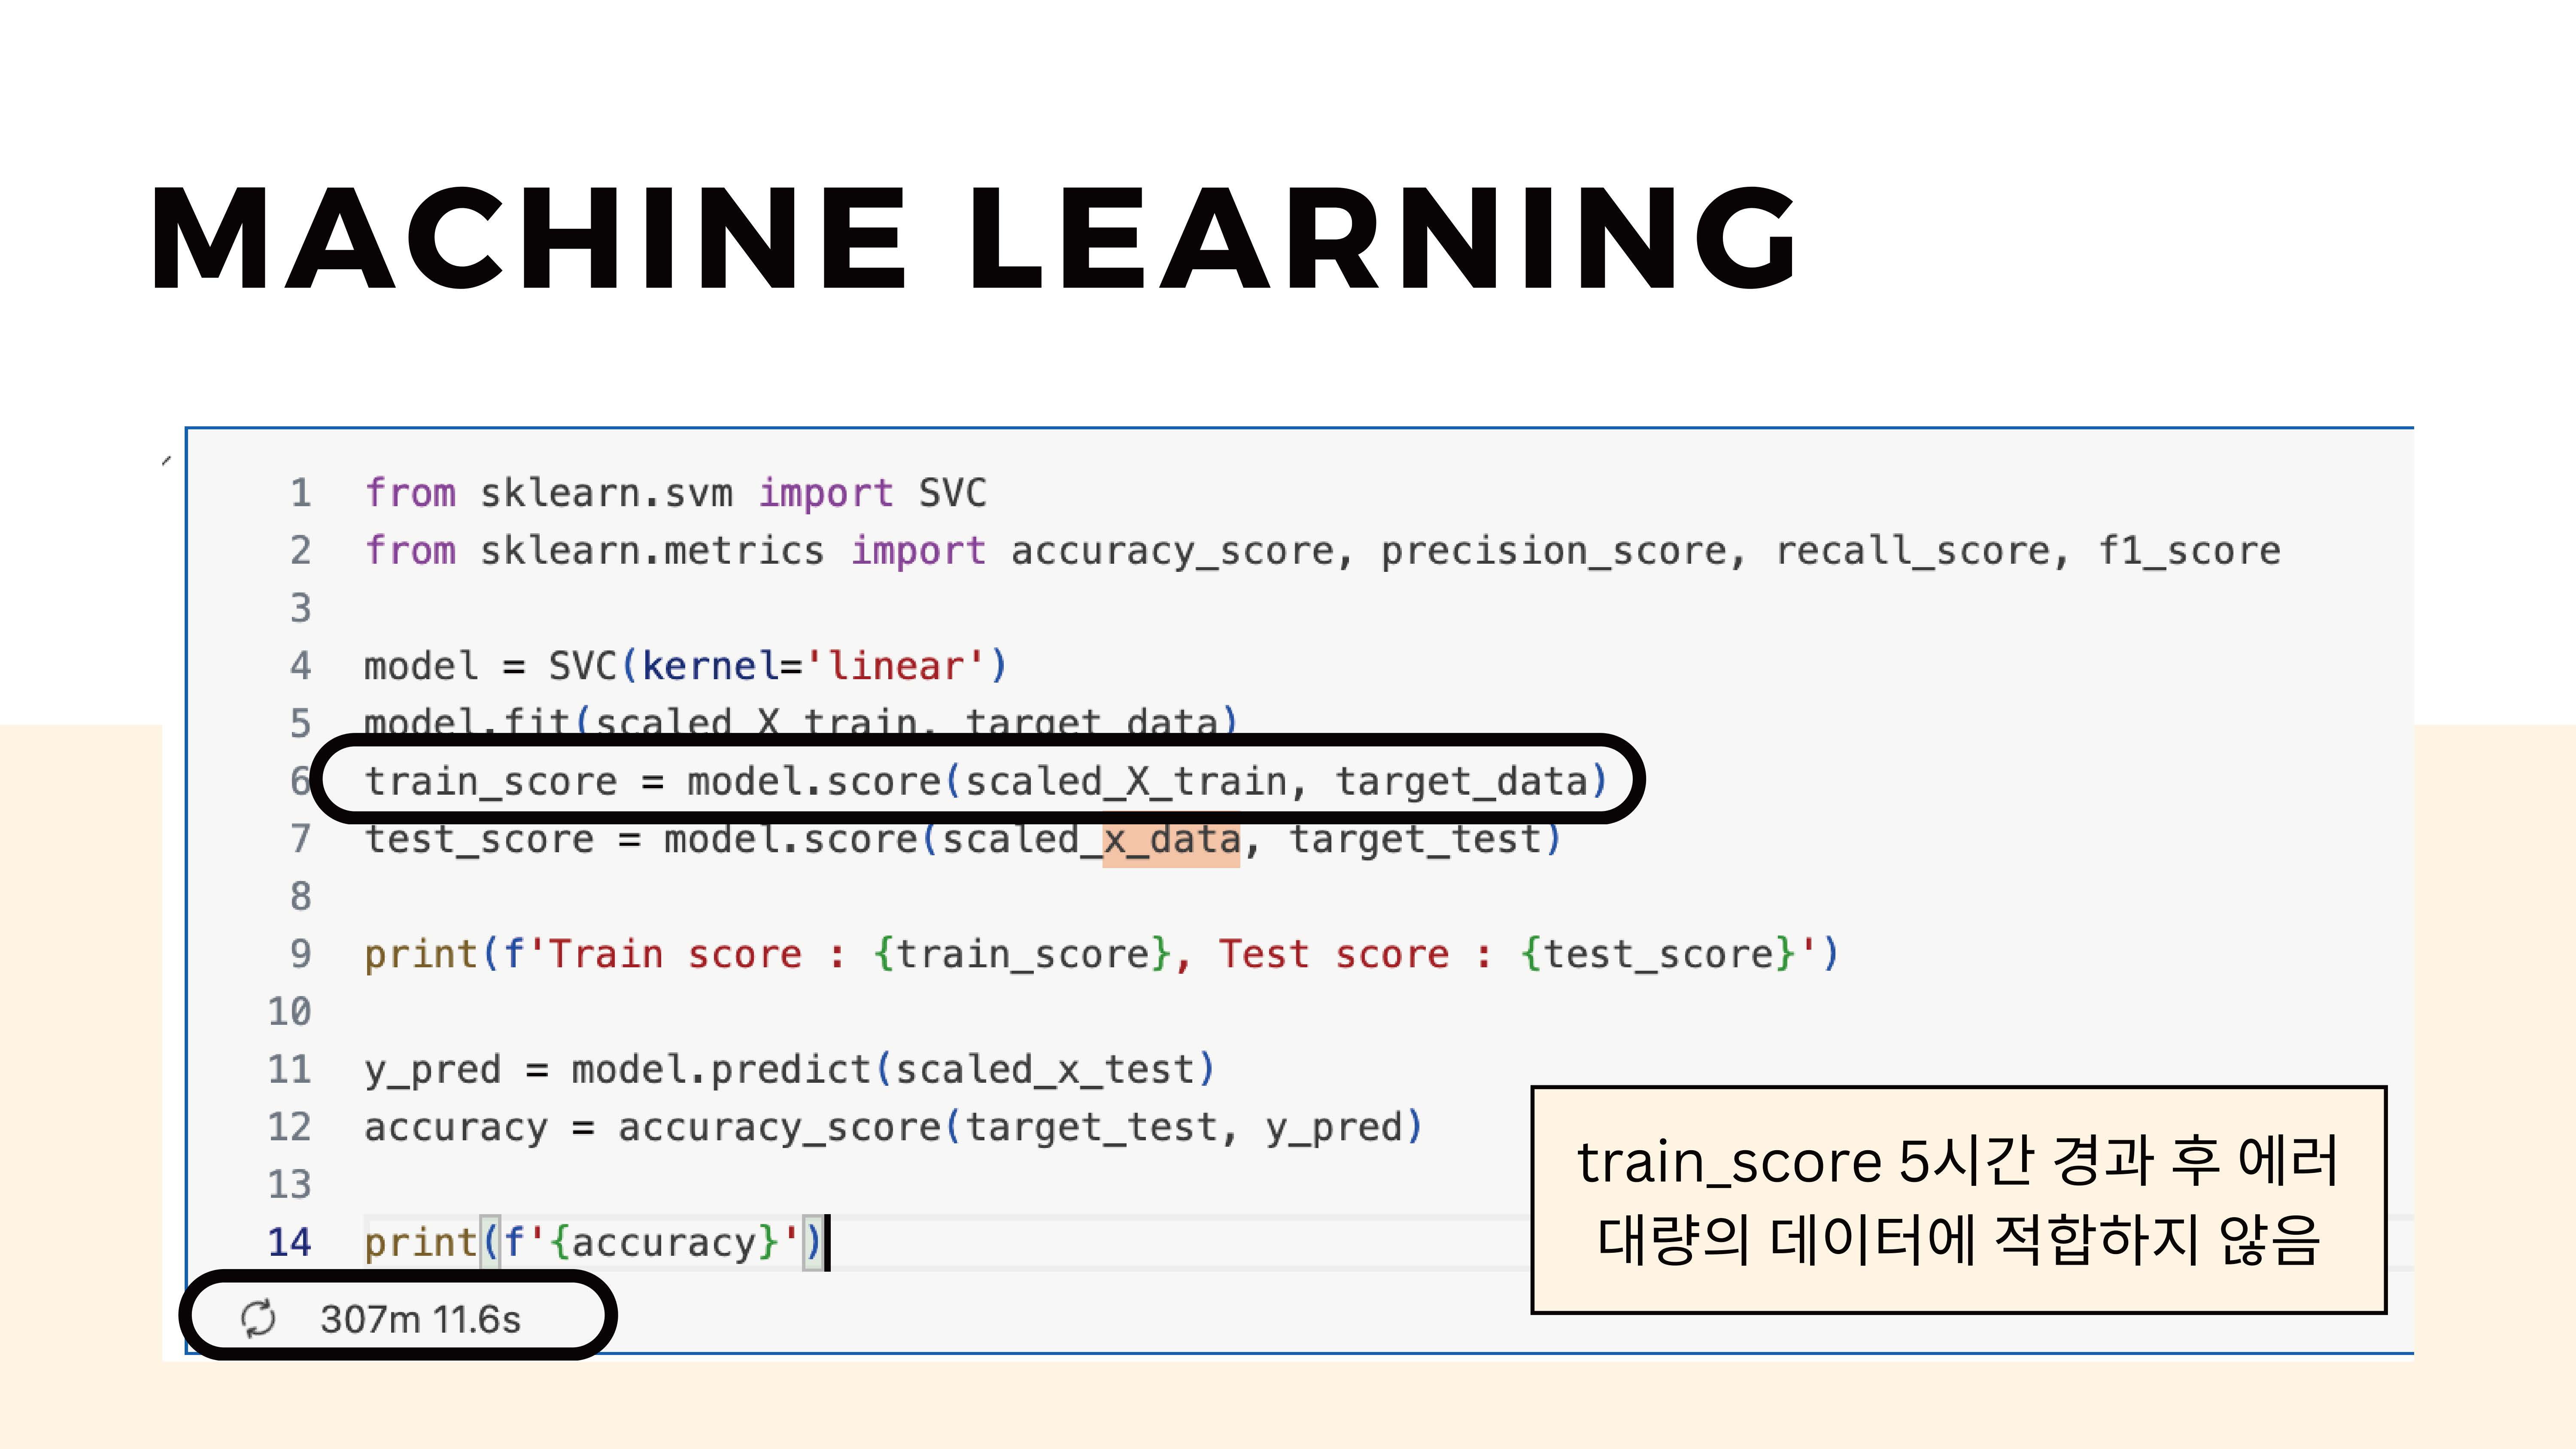 MACHINE LEARNING
1 from sklearn.svm import SVC
2 from sklearn.metrics import accuracy_score, precision_score, recall_score, f1_score
3
4 model = SVC(kernel='linear')
5 model.fit(scaled_X_train, target_data)
6 train_score = model.score(scaled_X_train, target_data)
7 test_score = model.score(scaled_x_data, target_test)
8
9 print(f'Train score : {train_score}, Test score : {test_score}')
10
11 y_pred = model.predict(scaled_x_test)
12 accuracy = accuracy_score(target_test, y_pred)
13
14 print(f'{accuracy}')
307m 11.6s
train_score 5시간 경과 후 에러
대량의 데이터에 적합하지 않음